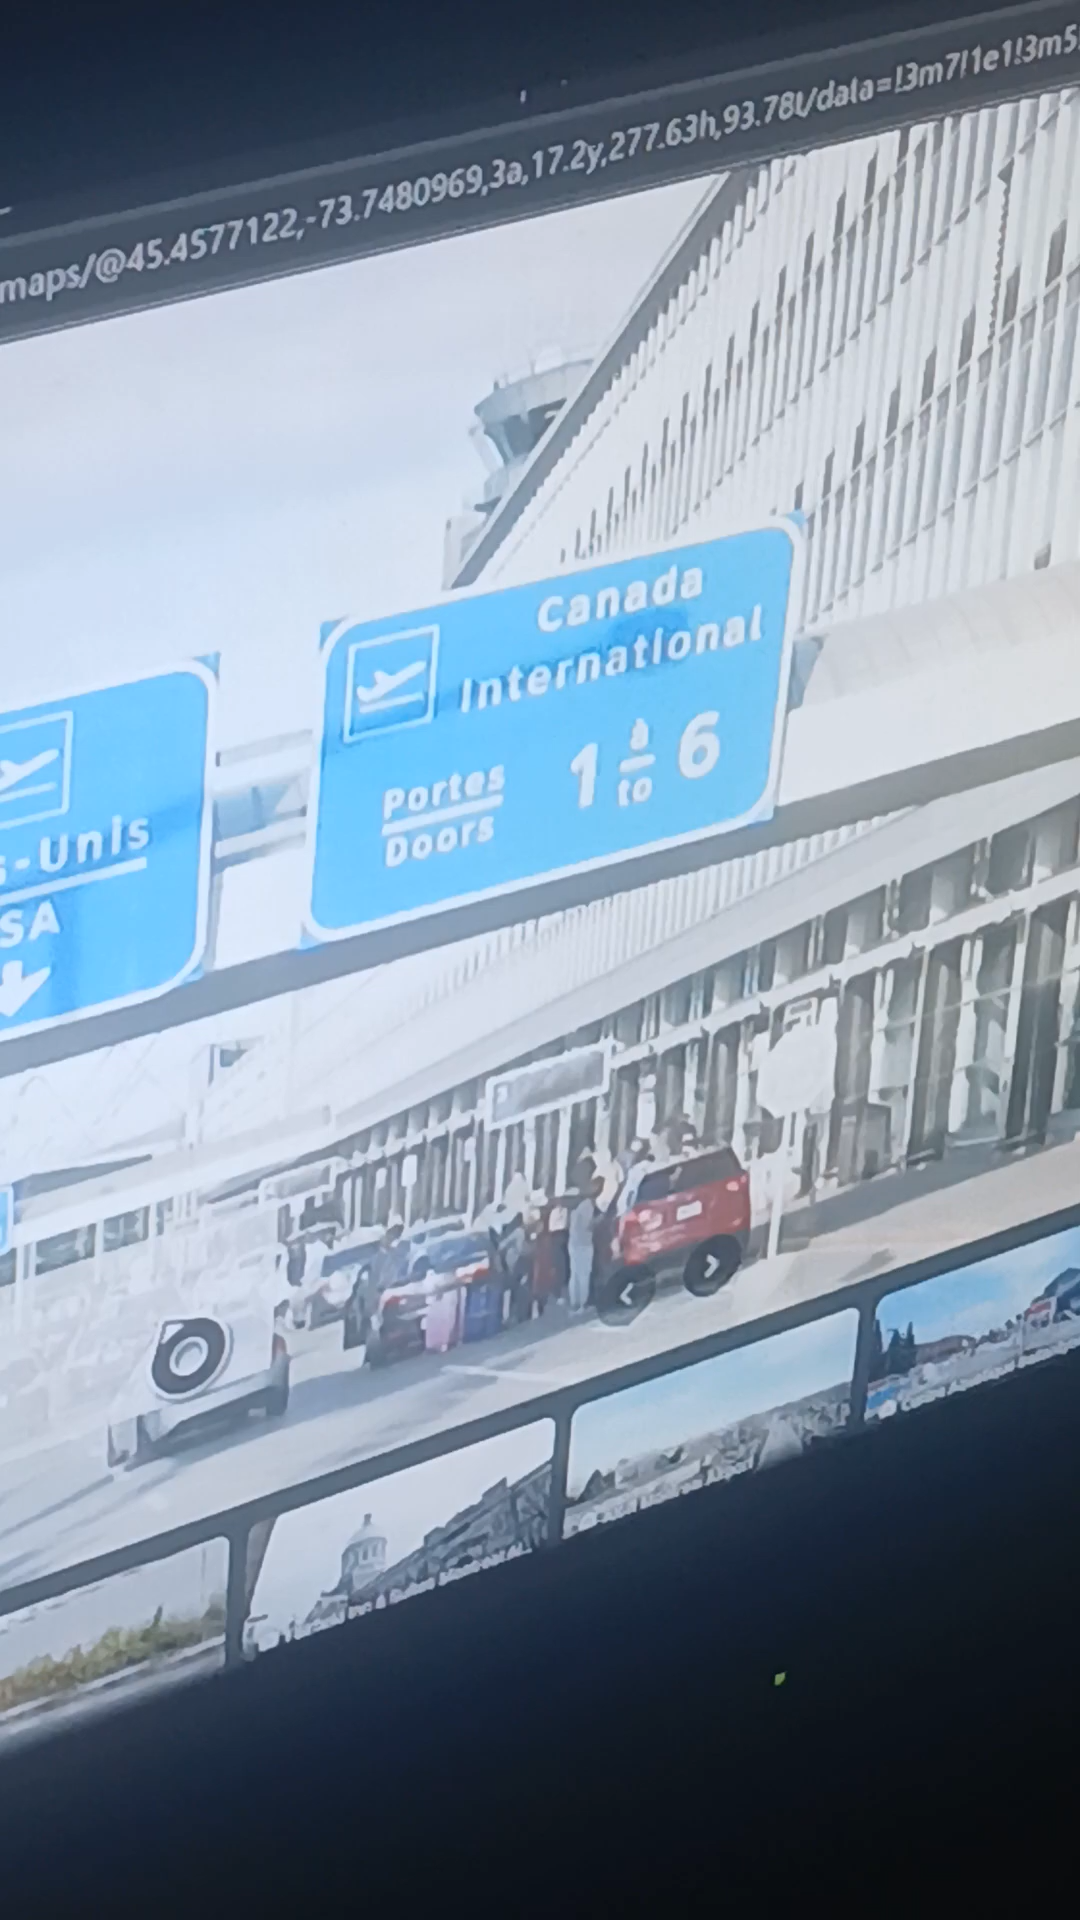 maps/@45.4577122,-73.7480969,3a,17.2y,277.63h,93.78t/data=!3m7!1e1!3m5
s-Unis
SA
Canada
International
Portes
Doors
1 à to 6